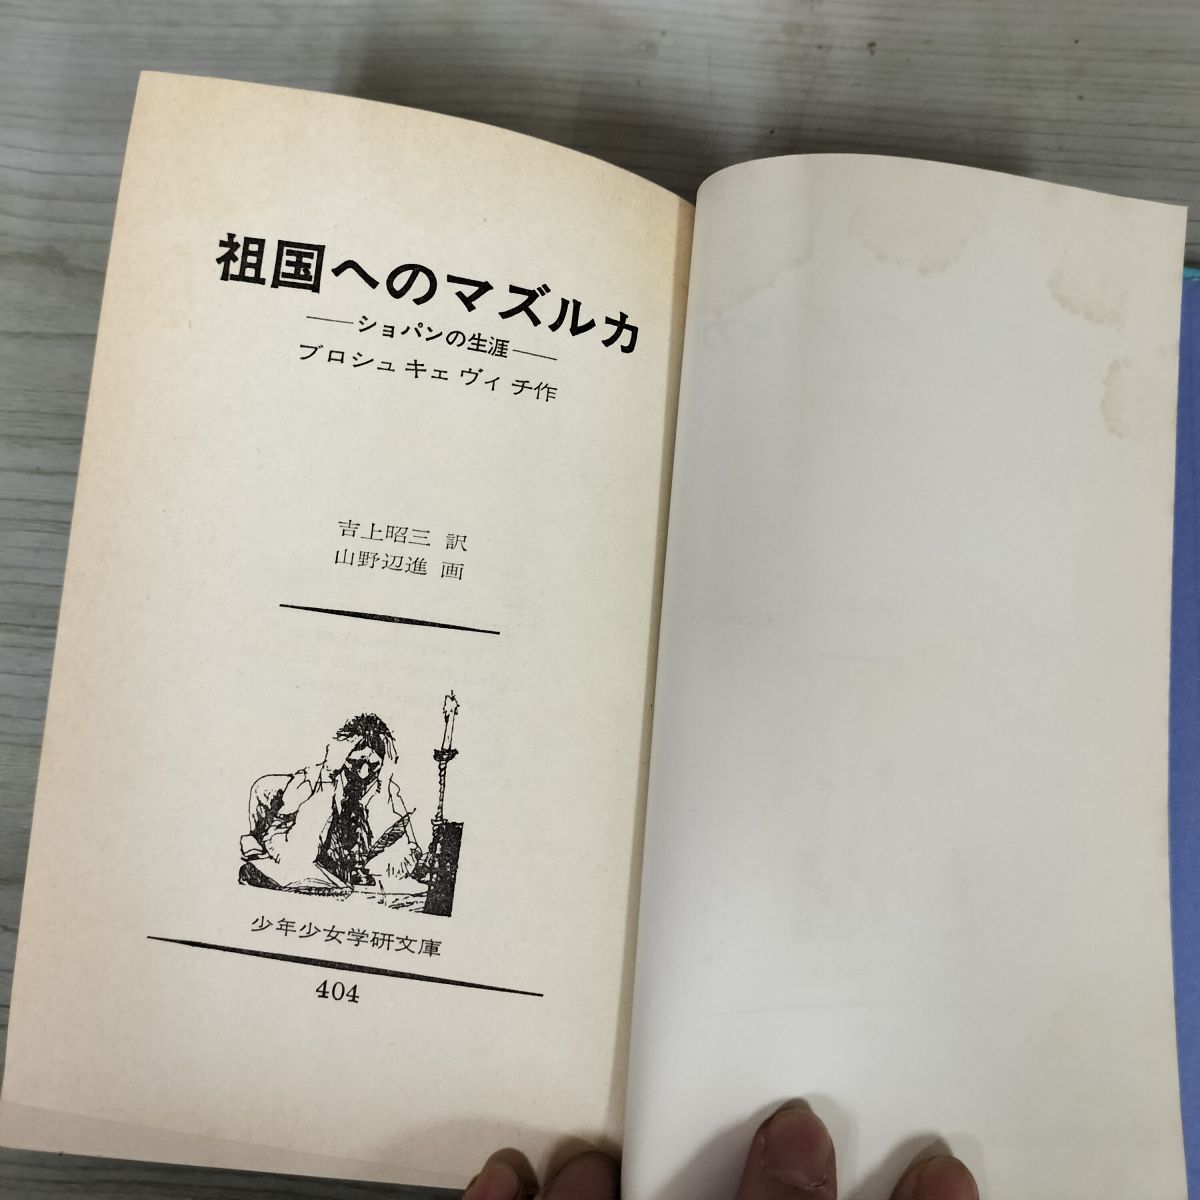 祖国へのマズルカ
――ショパンの生涯――
ブロシュキェヴィチ作
吉上昭三 訳
山野辺進 画
少年少女学研文庫
404